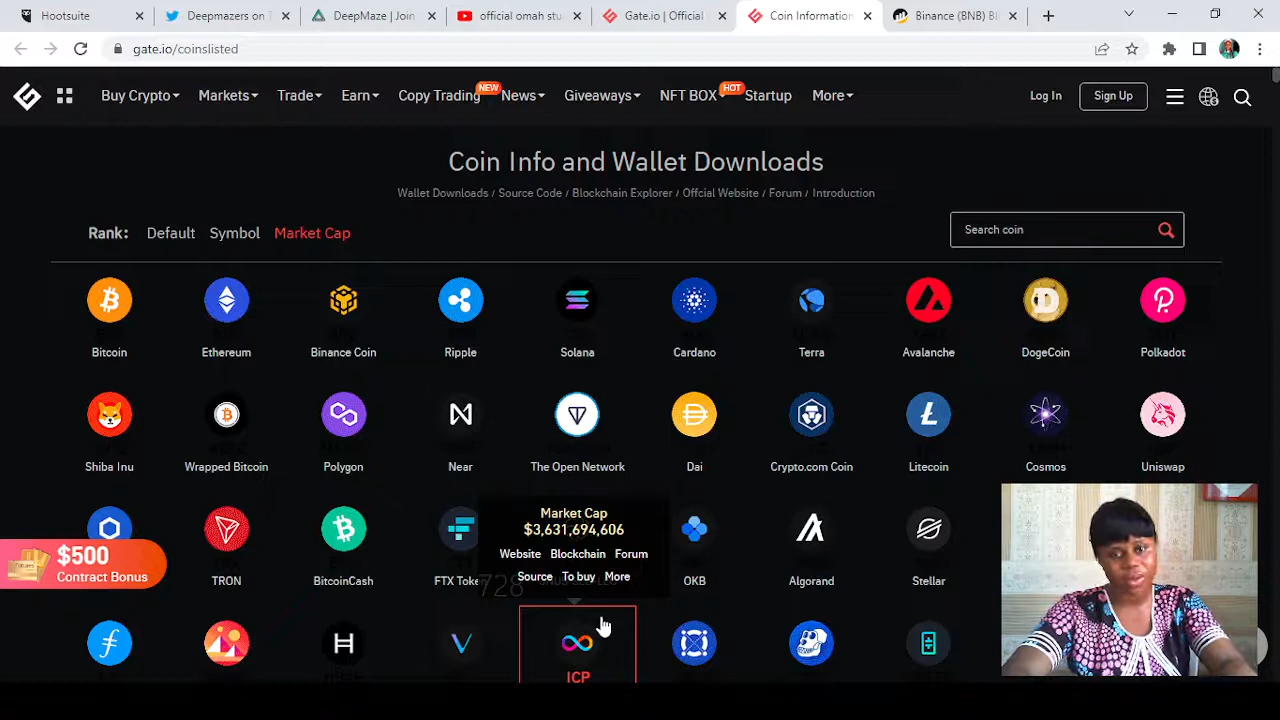 Hootsuite
Deepmazers on T
DeepMaze | Join
official omah stu
Gate.io | Official
Coin Information
Binance (BNB) Bl
gate.io/coinslisted
Buy Crypto
Markets
Trade
Earn
Copy Trading
NEW
News
Giveaways
NFT BOX
HOT
Startup
More
Log In
Sign Up
Coin Info and Wallet Downloads
Wallet Downloads / Source Code / Blockchain Explorer / Offcial Website / Forum / Introduction
Rank: Default Symbol Market Cap
Search coin
Bitcoin Ethereum Binance Coin Ripple Solana Cardano Terra Avalanche DogeCoin Polkadot
Shiba Inu Wrapped Bitcoin Polygon Near The Open Network Dai Crypto.com Coin Litecoin Cosmos Uniswap
Market Cap
$3,631,694,606
Website Blockchain Forum
Source To buy More
728
$500
Contract Bonus
TRON BitcoinCash FTX Toke OKB Algorand Stellar
ICP